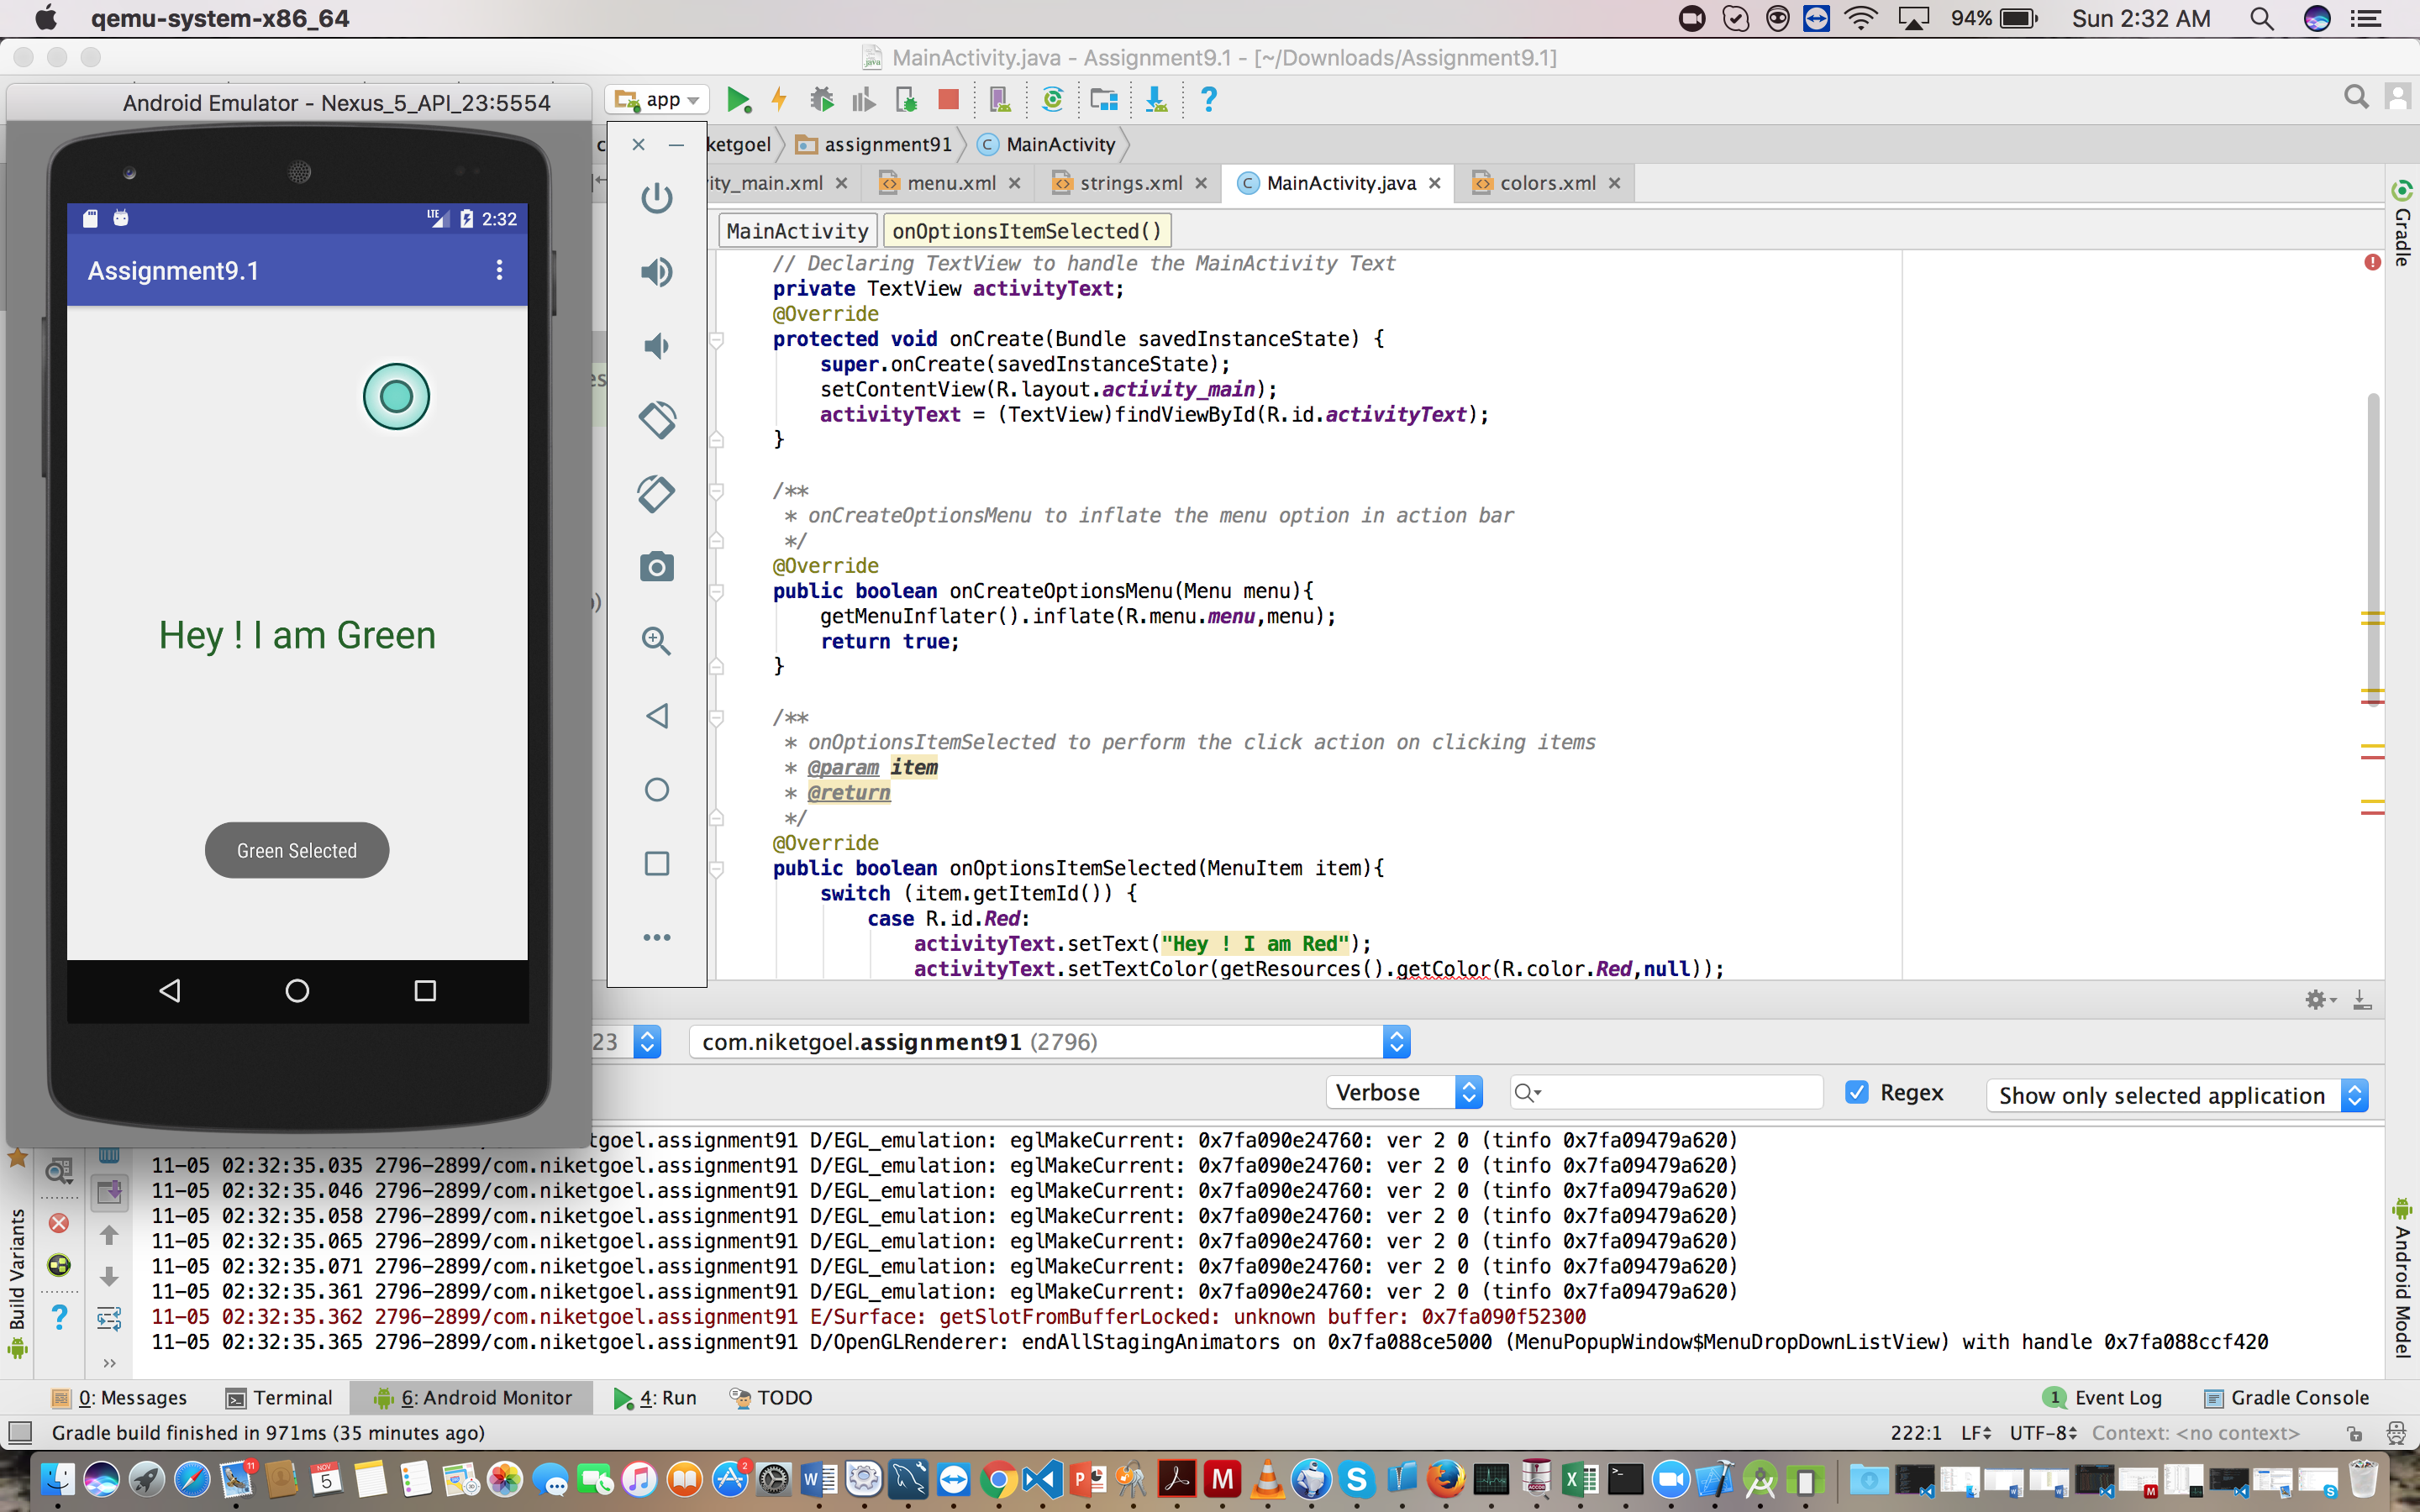 qemu-system-x86_64
94%
Sun 2:32 AM
MainActivity.java - Assignment9.1 - [~/Downloads/Assignment9.1]
Android Emulator - Nexus_5_API_23:5554
app
ketgoel
assignment91
MainActivity
ity_main.xml
menu.xml
strings.xml
MainActivity.java
colors.xml
LTE
2:32
Assignment9.1
Hey ! I am Green
Green Selected
MainActivity
onOptionsItemSelected()
// Declaring TextView to handle the MainActivity Text
private TextView activityText;
@Override
protected void onCreate(Bundle savedInstanceState) {
super.onCreate(savedInstanceState);
setContentView(R.layout.activity_main);
activityText = (TextView)findViewById(R.id.activityText);
}
/**
* onCreateOptionsMenu to inflate the menu option in action bar
*/
@Override
public boolean onCreateOptionsMenu(Menu menu){
getMenuInflater().inflate(R.menu.menu,menu);
return true;
}
/**
* onOptionsItemSelected to perform the click action on clicking items
* @param item
* @return
*/
@Override
public boolean onOptionsItemSelected(MenuItem item){
switch (item.getItemId()) {
case R.id.Red:
activityText.setText("Hey ! I am Red");
activityText.setTextColor(getResources().getColor(R.color.Red,null));
Gradle
23
com.niketgoel.assignment91 (2796)
Verbose
Regex
Show only selected application
etgoel.assignment91 D/EGL_emulation: eglMakeCurrent: 0x7fa090e24760: ver 2 0 (tinfo 0x7fa09479a620)
11-05 02:32:35.035 2796-2899/com.niketgoel.assignment91 D/EGL_emulation: eglMakeCurrent: 0x7fa090e24760: ver 2 0 (tinfo 0x7fa09479a620)
11-05 02:32:35.046 2796-2899/com.niketgoel.assignment91 D/EGL_emulation: eglMakeCurrent: 0x7fa090e24760: ver 2 0 (tinfo 0x7fa09479a620)
11-05 02:32:35.058 2796-2899/com.niketgoel.assignment91 D/EGL_emulation: eglMakeCurrent: 0x7fa090e24760: ver 2 0 (tinfo 0x7fa09479a620)
11-05 02:32:35.065 2796-2899/com.niketgoel.assignment91 D/EGL_emulation: eglMakeCurrent: 0x7fa090e24760: ver 2 0 (tinfo 0x7fa09479a620)
11-05 02:32:35.071 2796-2899/com.niketgoel.assignment91 D/EGL_emulation: eglMakeCurrent: 0x7fa090e24760: ver 2 0 (tinfo 0x7fa09479a620)
11-05 02:32:35.361 2796-2899/com.niketgoel.assignment91 D/EGL_emulation: eglMakeCurrent: 0x7fa090e24760: ver 2 0 (tinfo 0x7fa09479a620)
11-05 02:32:35.362 2796-2899/com.niketgoel.assignment91 E/Surface: getSlotFromBufferLocked: unknown buffer: 0x7fa090f52300
11-05 02:32:35.365 2796-2899/com.niketgoel.assignment91 D/OpenGLRenderer: endAllStagingAnimators on 0x7fa088ce5000 (MenuPopupWindow$MenuDropDownListView) with handle 0x7fa088ccf420
Build Variants
Android Model
0: Messages
Terminal
6: Android Monitor
4: Run
TODO
1 Event Log
Gradle Console
Gradle build finished in 971ms (35 minutes ago)
222:1
LF
UTF-8
Context: <no context>
11
NOV
5
2